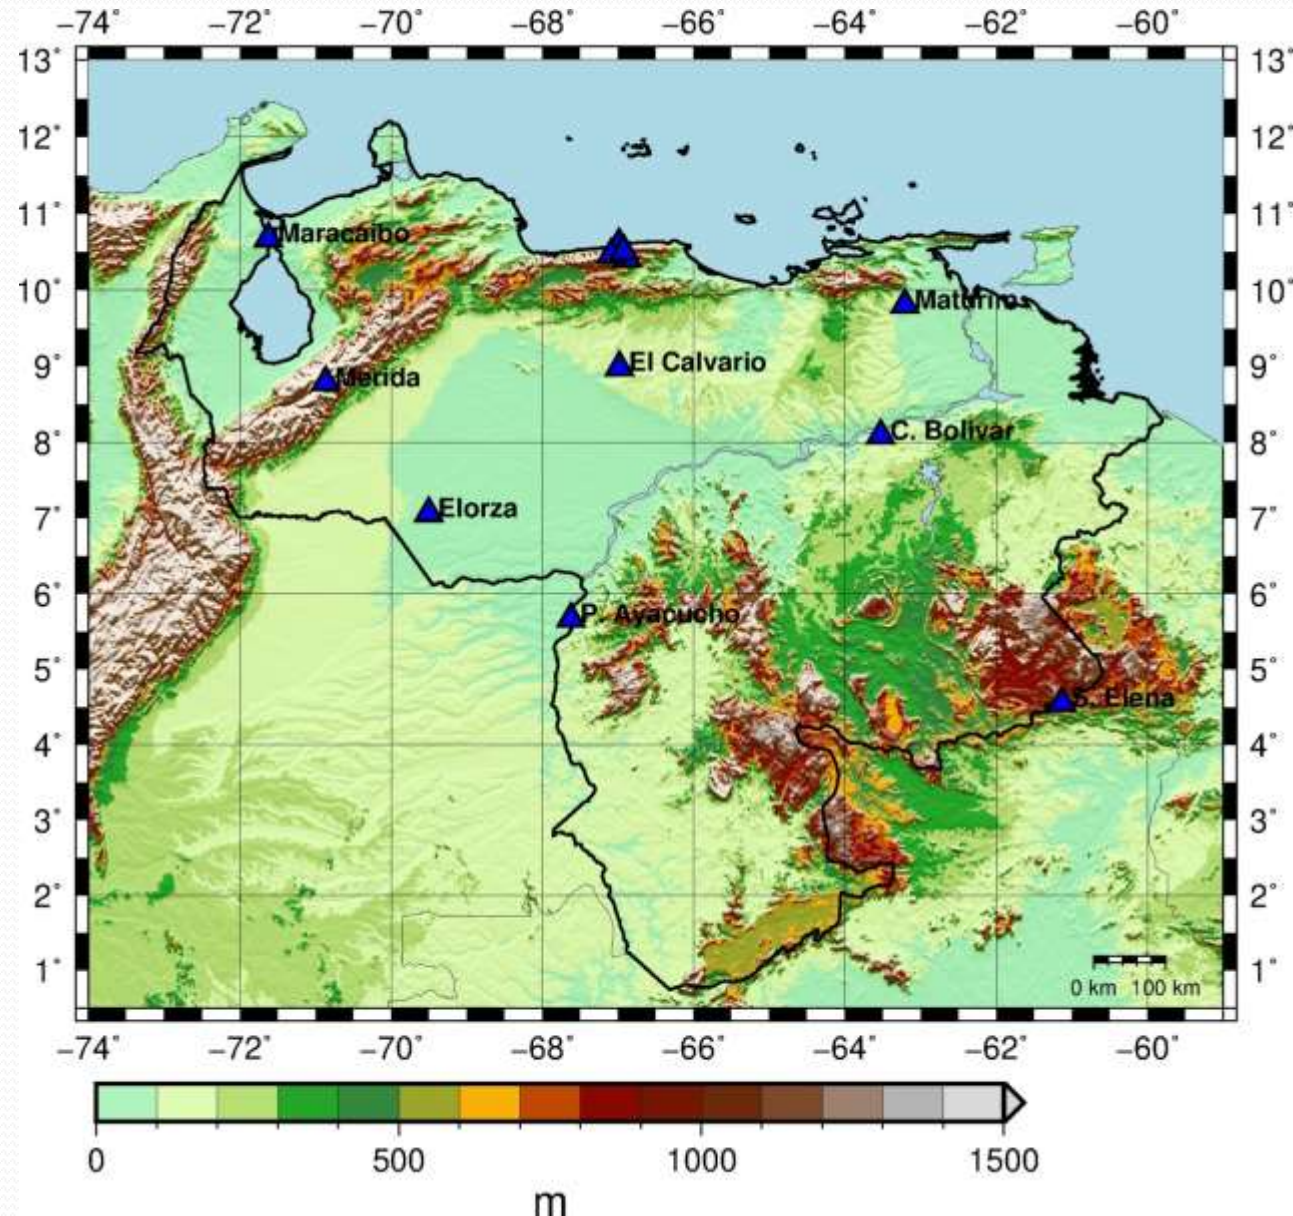 −74° −72° −70° −68° −66° −64° −62° −60°
13° 13°
12° 12°
11° 11°
Maracaibo
10° 10°
Maturin
9° 9°
El Calvario
Merida
C. Bolivar
8° 8°
Elorza
7° 7°
6° 6°
P. Ayacucho
5° 5°
S. Elena
4° 4°
3° 3°
2° 2°
1° 1°
0 km 100 km
−74° −72° −70° −68° −66° −64° −62° −60°
0 500 1000 1500
m